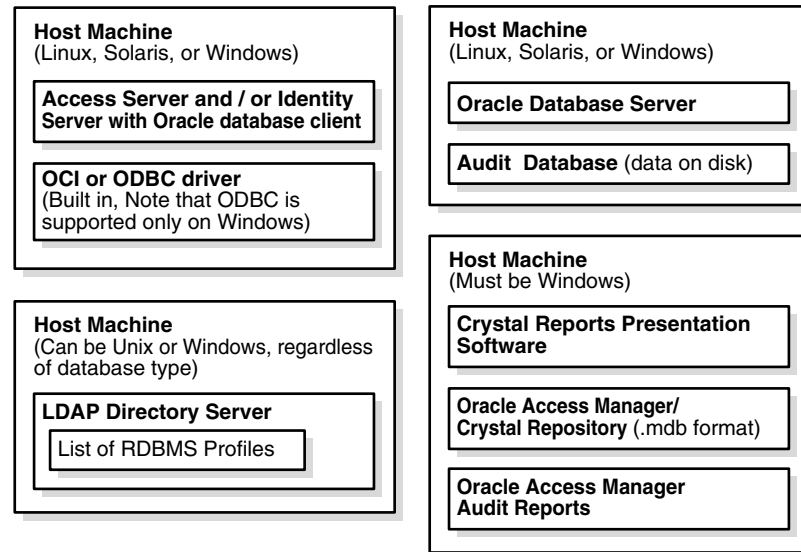 Host Machine
(Linux, Solaris, or Windows)
Access Server and / or Identity
Server with Oracle database client
OCI or ODBC driver
(Built in, Note that ODBC is
supported only on Windows)
Host Machine
(Can be Unix or Windows, regardless
of database type)
LDAP Directory Server
List of RDBMS Profiles
Host Machine
(Linux, Solaris, or Windows)
Oracle Database Server
Audit Database (data on disk)
Host Machine
(Must be Windows)
Crystal Reports Presentation
Software
Oracle Access Manager/
Crystal Repository (.mdb format)
Oracle Access Manager
Audit Reports